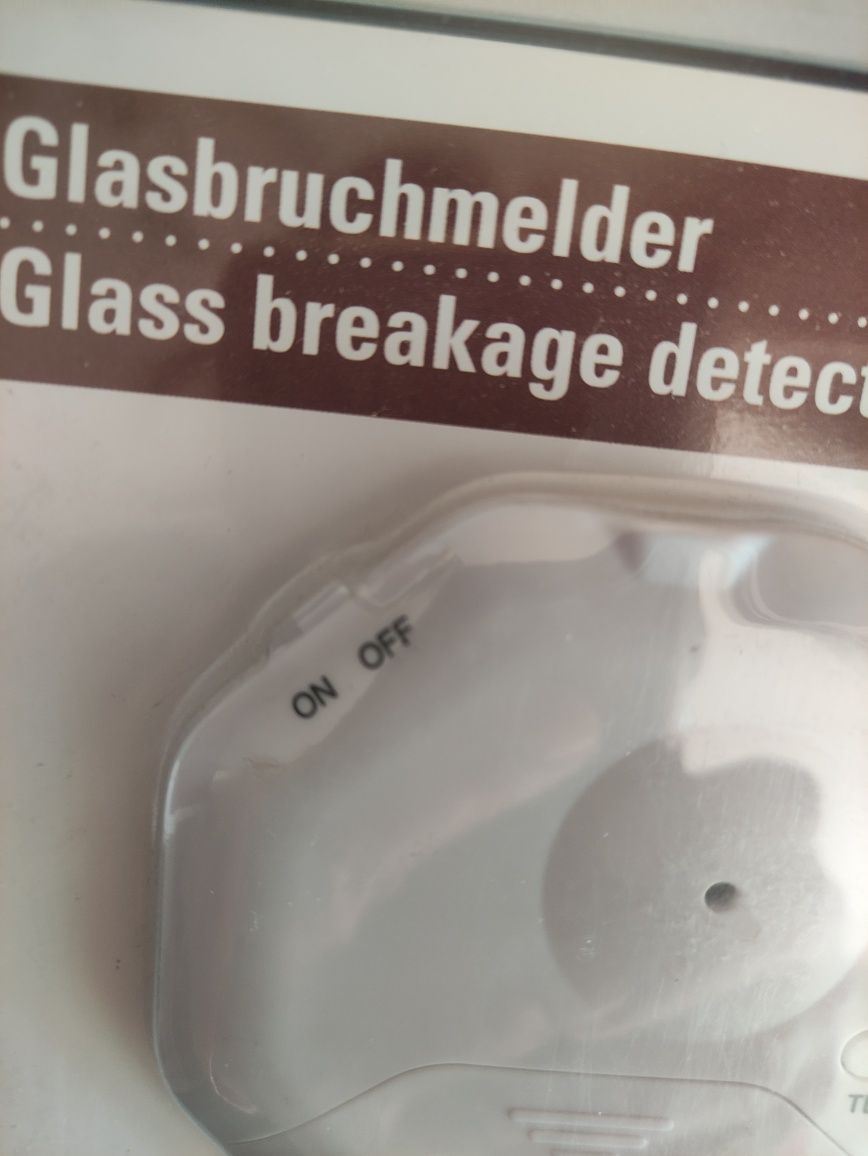 Glasbruchmelder
Glass breakage detect
ON OFF